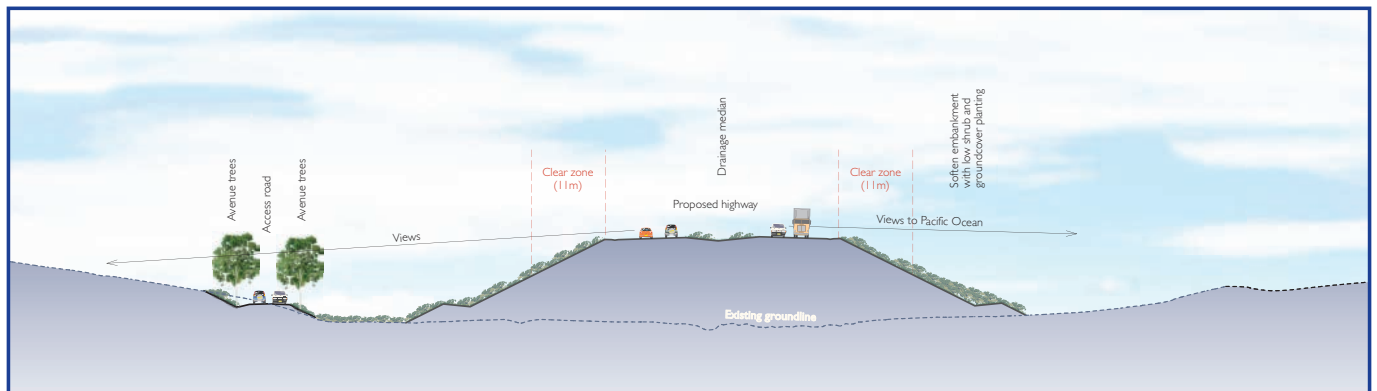 Avenue trees
Access road
Avenue trees
Views
Clear zone
(11m)
Proposed highway
Drainage median
Clear zone
(11m)
Views to Pacific Ocean
Soften embankment
with low shrub and
groundcover planting
Existing groundline